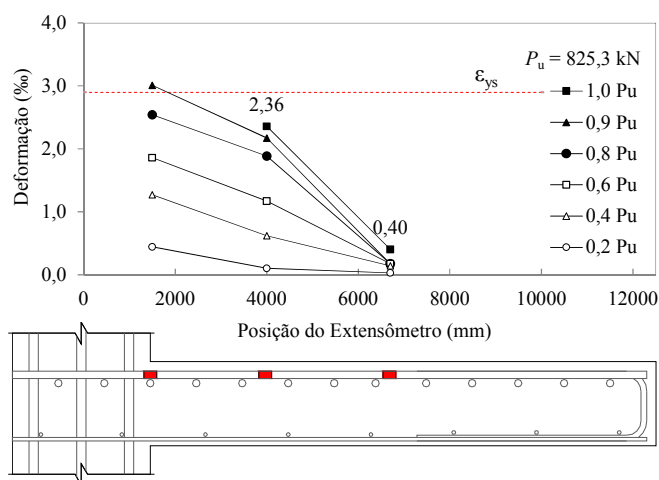 4,0
3,0
2,0
1,0
0,0
Deformação (‰)
2,36
0,40
εys
Pu = 825,3 kN
1,0 Pu
0,9 Pu
0,8 Pu
0,6 Pu
0,4 Pu
0,2 Pu
0 2000 4000 6000 8000 10000 12000
Posição do Extensômetro (mm)